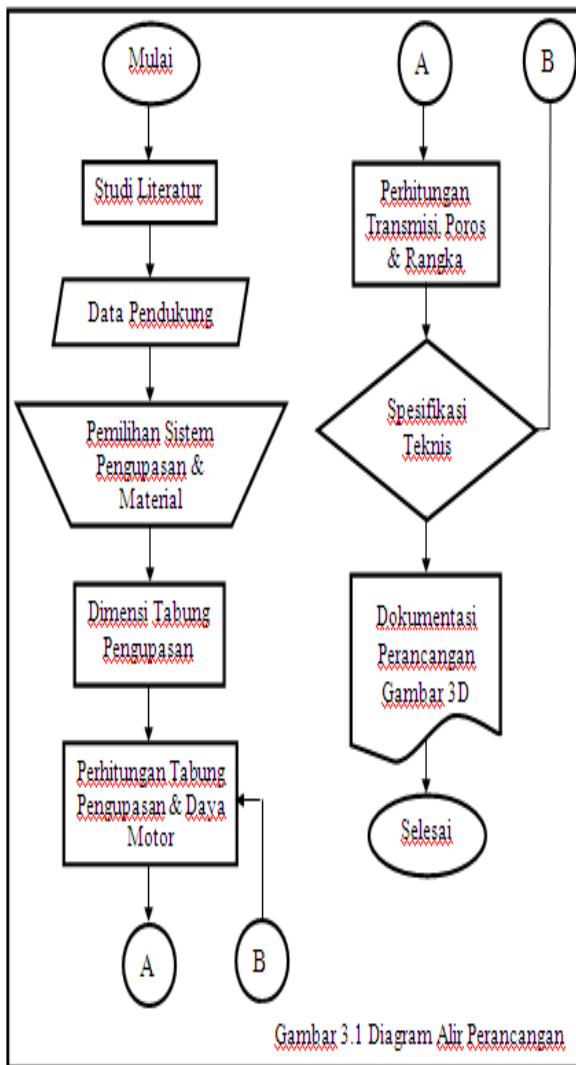 Mulai
Studi Literatur
Data Pendukung
Pemilihan Sistem
Pengupasan &
Material
Dimensi Tabung
Pengupasan
Perhitungan Tabung
Pengupasan & Daya
Motor
A
B
A
B
Perhitungan
Transmisi, Poros
& Rangka
Spesifikasi
Teknis
Dokumentasi
Perancangan
Gambar 3D
Selesai
Gambar 3.1 Diagram Alir Perancangan